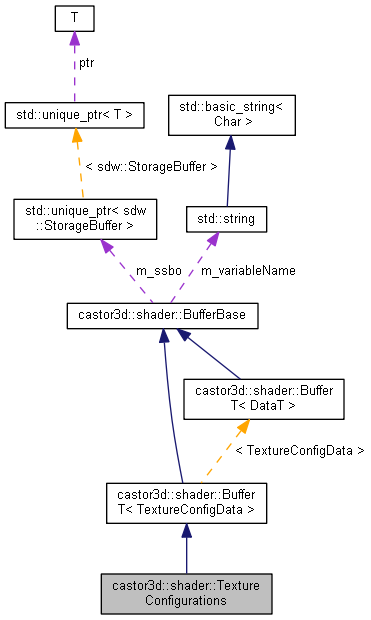 T
ptr
std::unique_ptr< T >
std::basic_string<
Char >
< sdw::StorageBuffer >
std::unique_ptr< sdw
::StorageBuffer >
std::string
m_ssbo
m_variableName
castor3d::shader::BufferBase
castor3d::shader::Buffer
T< DataT >
< TextureConfigData >
castor3d::shader::Buffer
T< TextureConfigData >
castor3d::shader::Texture
Configurations